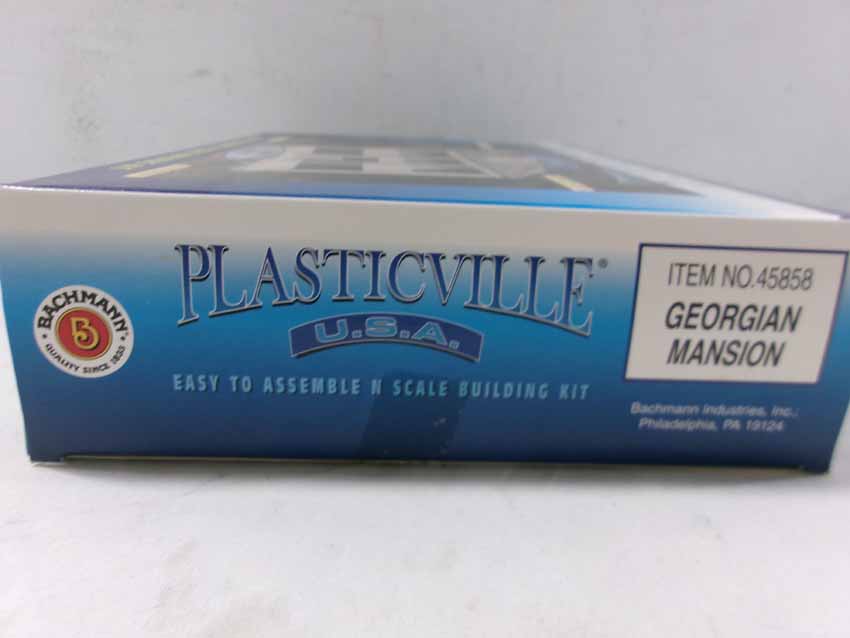 BACHMANN
QUALITY SINCE 1833
PLASTICVILLE®
U.S.A.
EASY TO ASSEMBLE N SCALE BUILDING KIT
ITEM NO.45858
GEORGIAN
MANSION
Bachmann Industries, Inc.,
Philadelphia, PA 19124